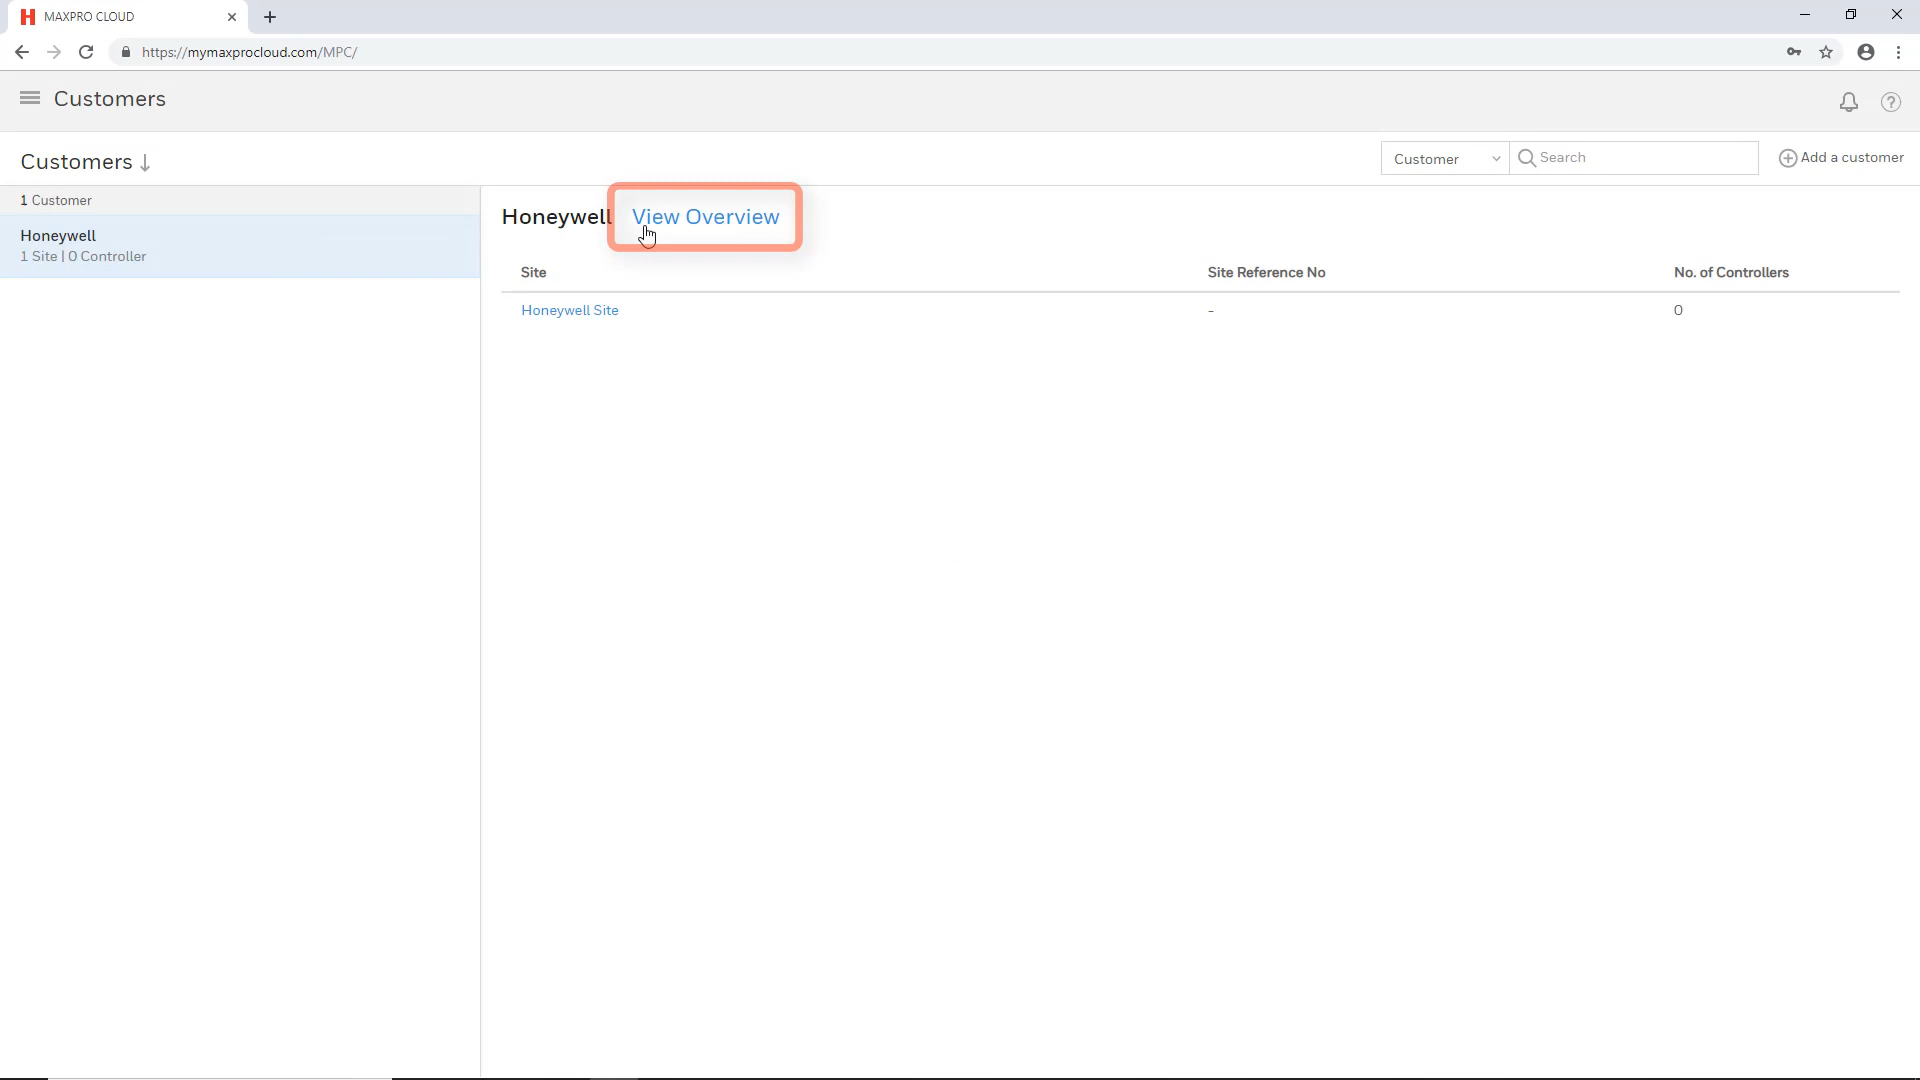 MAXPRO CLOUD
https://mymaxprocloud.com/MPC/
Customers
Customers
Customer
Search
Add a customer
1 Customer
Honeywell
1 Site | 0 Controller
Honeywell View Overview
Site Site Reference No No. of Controllers
Honeywell Site - 0